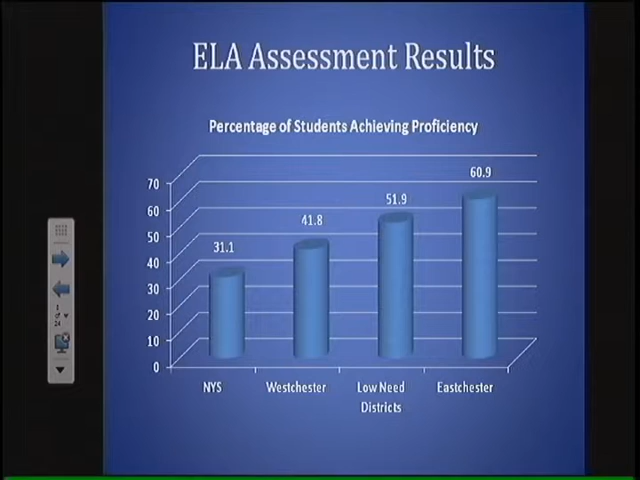 ELA Assessment Results
Percentage of Students Achieving Proficiency
70
60
50
40
30
20
10
0
31.1
41.8
51.9
60.9
NYS
Westchester
Low Need
Districts
Eastchester